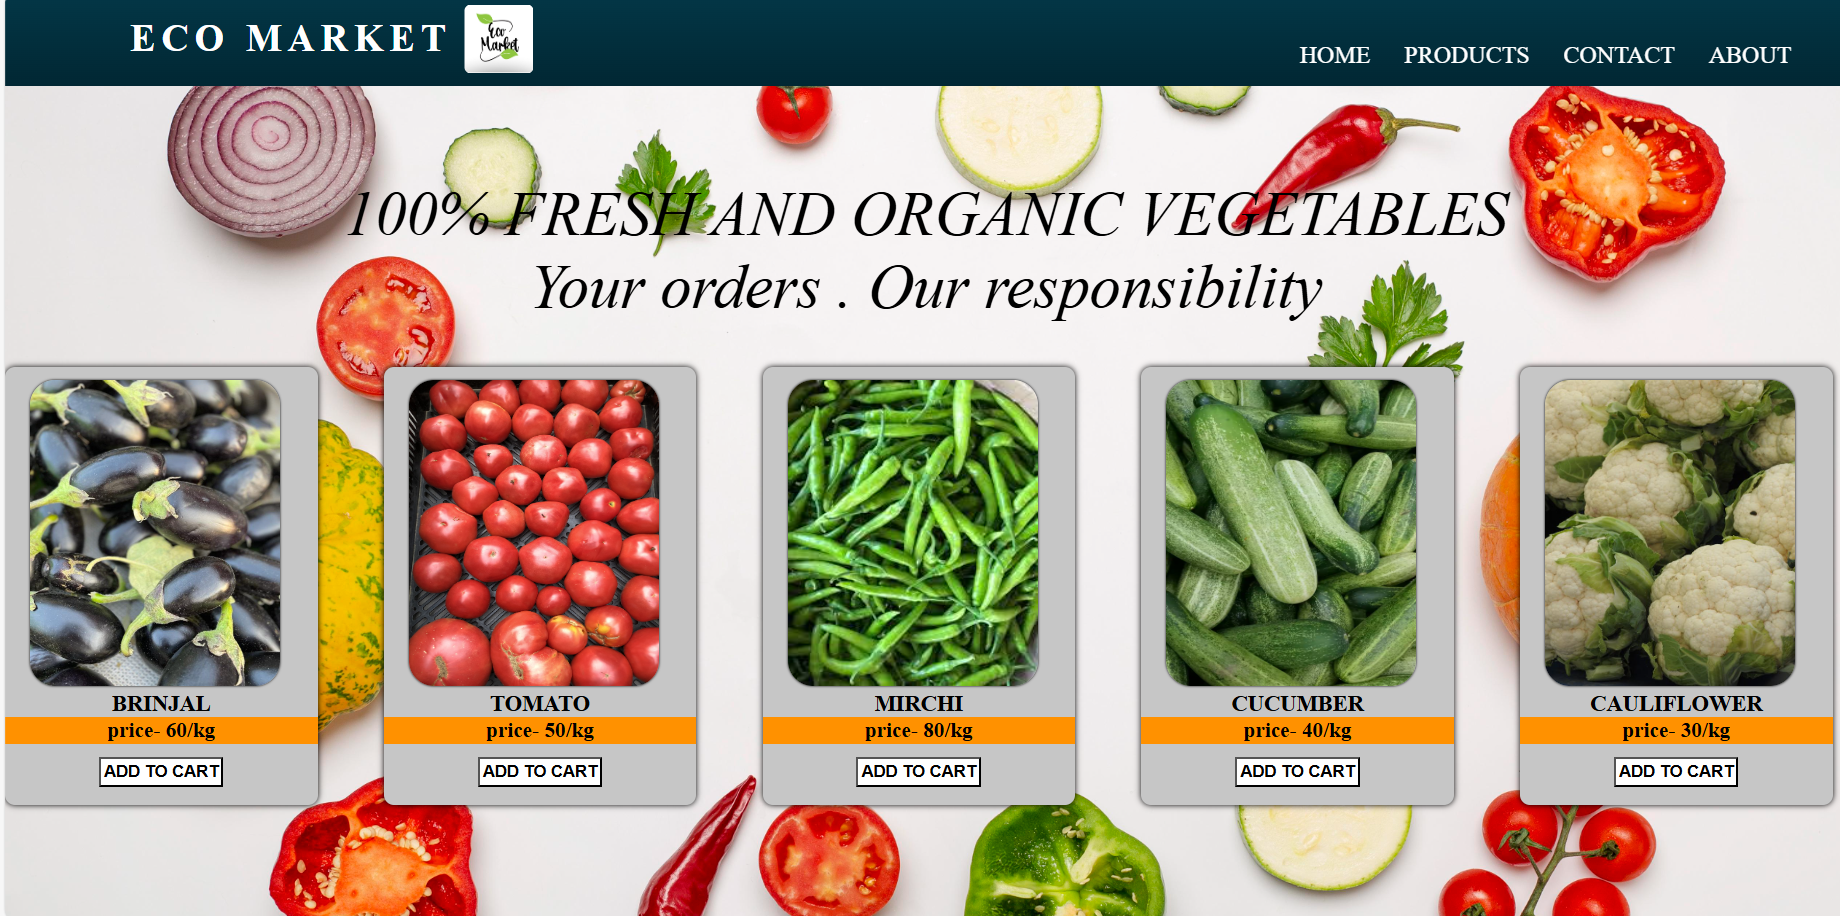 ECO MARKET
Eco
Market
HOME PRODUCTS CONTACT ABOUT
100% FRESH AND ORGANIC VEGETABLES
Your orders . Our responsibility
BRINJAL
price- 60/kg
ADD TO CART
TOMATO
price- 50/kg
ADD TO CART
MIRCHI
price- 80/kg
ADD TO CART
CUCUMBER
price- 40/kg
ADD TO CART
CAULIFLOWER
price- 30/kg
ADD TO CART